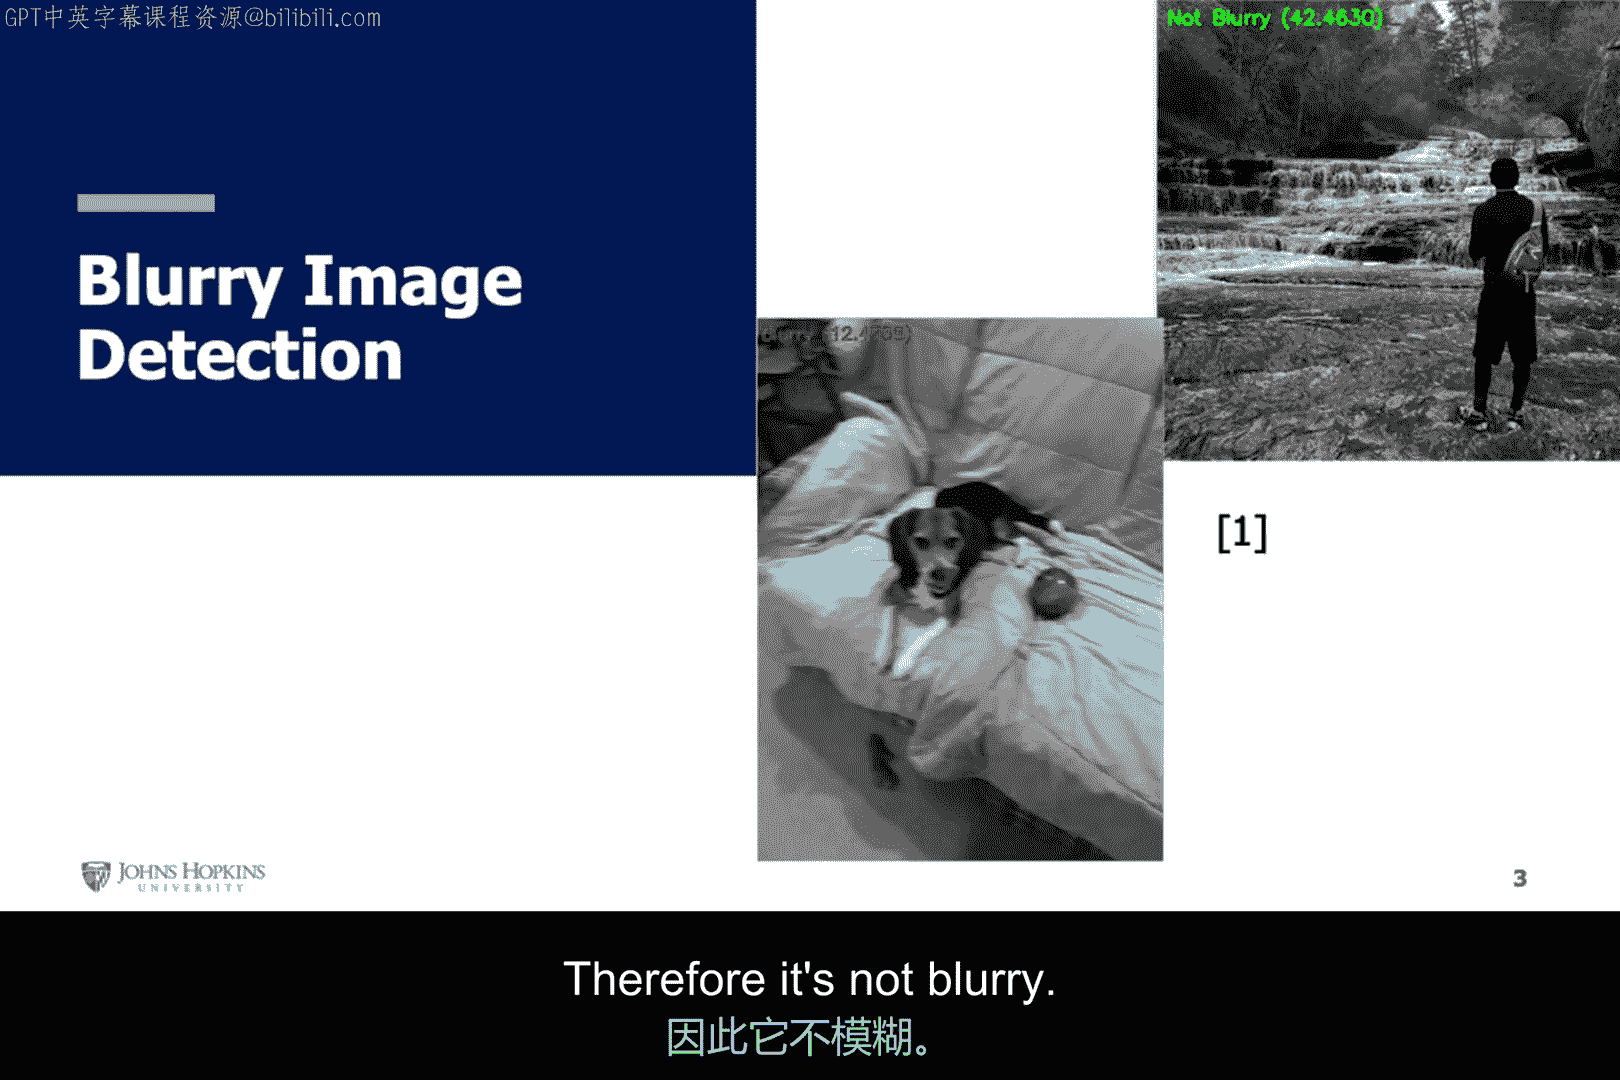 GPT中英字幕课程资源@bilibili.com
Not Blurry (42.4630)
Blurry Image
Detection
[1]
JOHNS HOPKINS
UNIVERSITY
3
Therefore it's not blurry.
因此它不模糊。